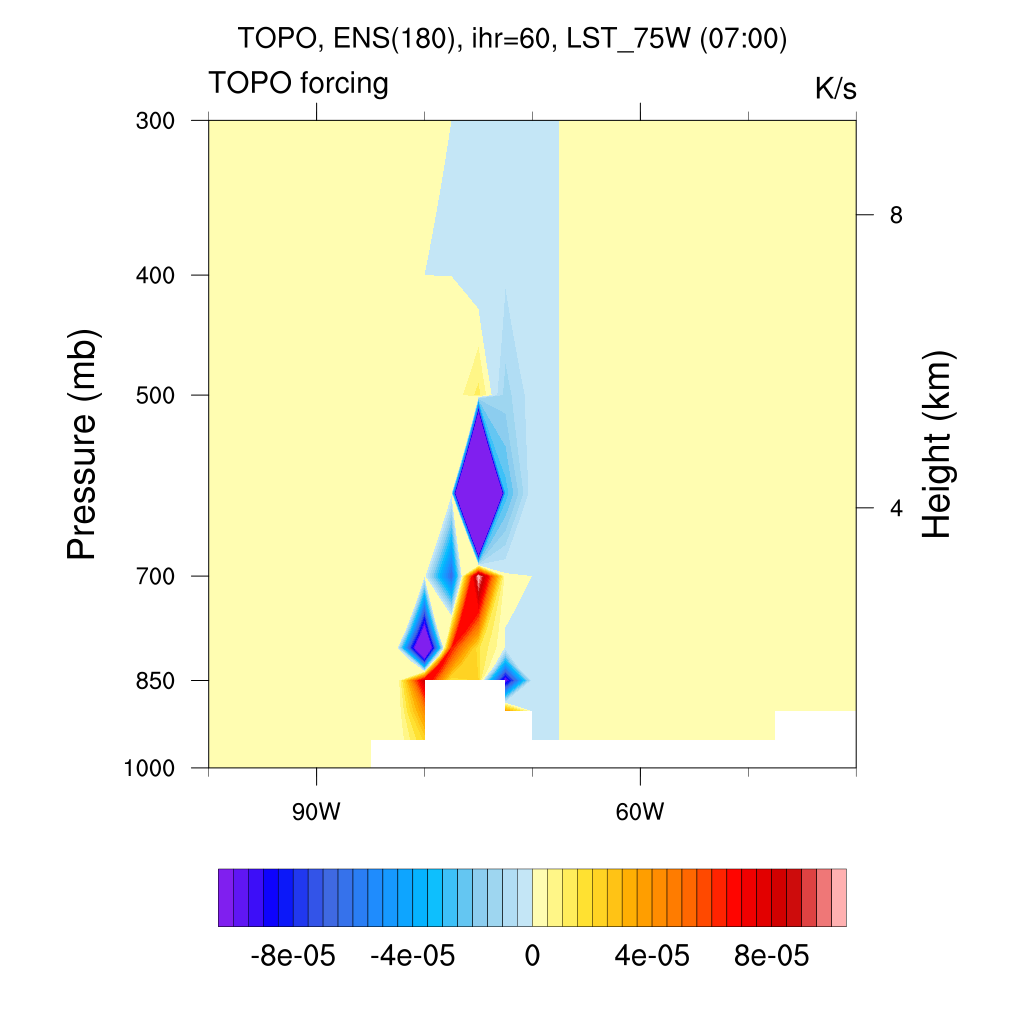 TOPO, ENS(180), ihr=60, LST_75W (07:00)
TOPO forcing
K/s
300
400
500
700
850
1000
Pressure (mb)
8
4
Height (km)
90W
60W
-8e-05
-4e-05
0
4e-05
8e-05